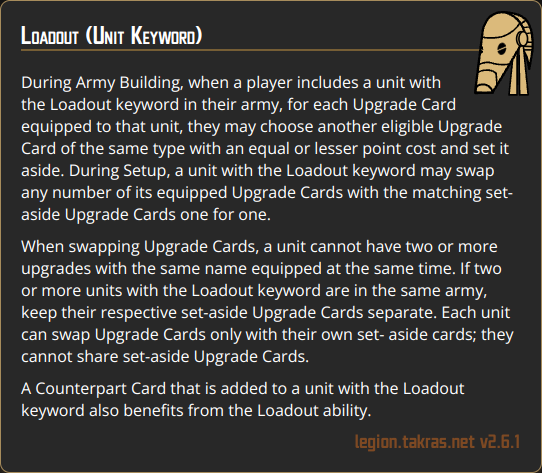 Loadout (Unit Keyword)
During Army Building, when a player includes a unit with
the Loadout keyword in their army, for each Upgrade Card
equipped to that unit, they may choose another eligible Upgrade
Card of the same type with an equal or lesser point cost and set it
aside. During Setup, a unit with the Loadout keyword may swap
any number of its equipped Upgrade Cards with the matching set-
aside Upgrade Cards one for one.
When swapping Upgrade Cards, a unit cannot have two or more
upgrades with the same name equipped at the same time. If two
or more units with the Loadout keyword are in the same army,
keep their respective set-aside Upgrade Cards separate. Each unit
can swap Upgrade Cards only with their own set- aside cards; they
cannot share set-aside Upgrade Cards.
A Counterpart Card that is added to a unit with the Loadout
keyword also benefits from the Loadout ability.
legion.takras.net v2.6.1